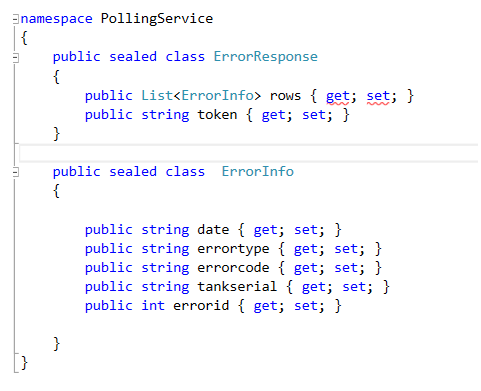 namespace PollingService
{
    public sealed class ErrorResponse
    {
        public List<ErrorInfo> rows { get; set; }
        public string token { get; set; }
    }

    public sealed class  ErrorInfo
    {

        public string date { get; set; }
        public string errortype { get; set; }
        public string errorcode { get; set; }
        public string tankserial { get; set; }
        public int errorid { get; set; }

    }
}